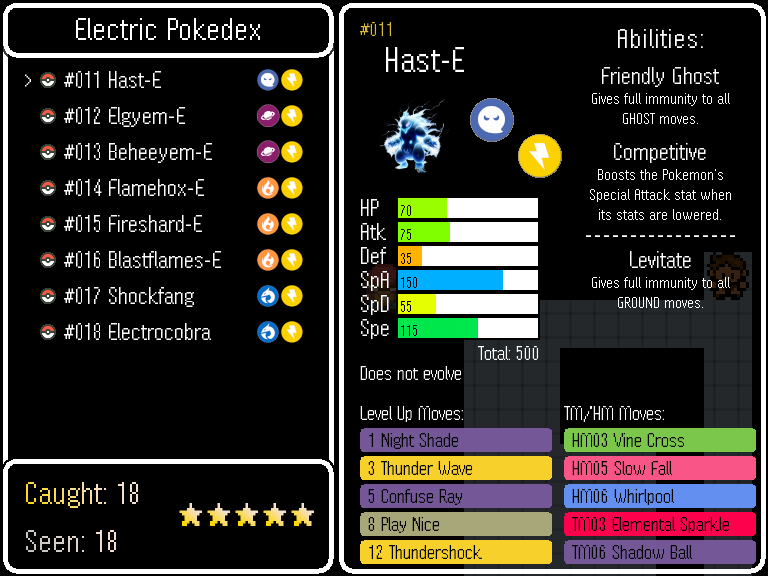 Electric Pokedex
> #011 Hast-E
#012 Elgyem-E
#013 Beheeyem-E
#014 Flamehox-E
#015 Fireshard-E
#016 Blastflames-E
#017 Shockfang
#018 Electrocobra
Caught: 18
Seen: 18
#011
Hast-E
Abilities:
Friendly Ghost
Gives full immunity to all
GHOST moves.
Competitive
Boosts the Pokemon's
Special Attack stat when
its stats are lowered.
Levitate
Gives full immunity to all
GROUND moves.
HP 70
Atk 75
Def 35
SpA 150
SpD 55
Spe 115
Total: 500
Does not evolve
Level Up Moves:
1 Night Shade
3 Thunder Wave
5 Confuse Ray
8 Play Nice
12 Thundershock
TM/HM Moves:
HM03 Vine Cross
HM05 Slow Fall
HM06 Whirlpool
TM03 Elemental Sparkle
TM06 Shadow Ball